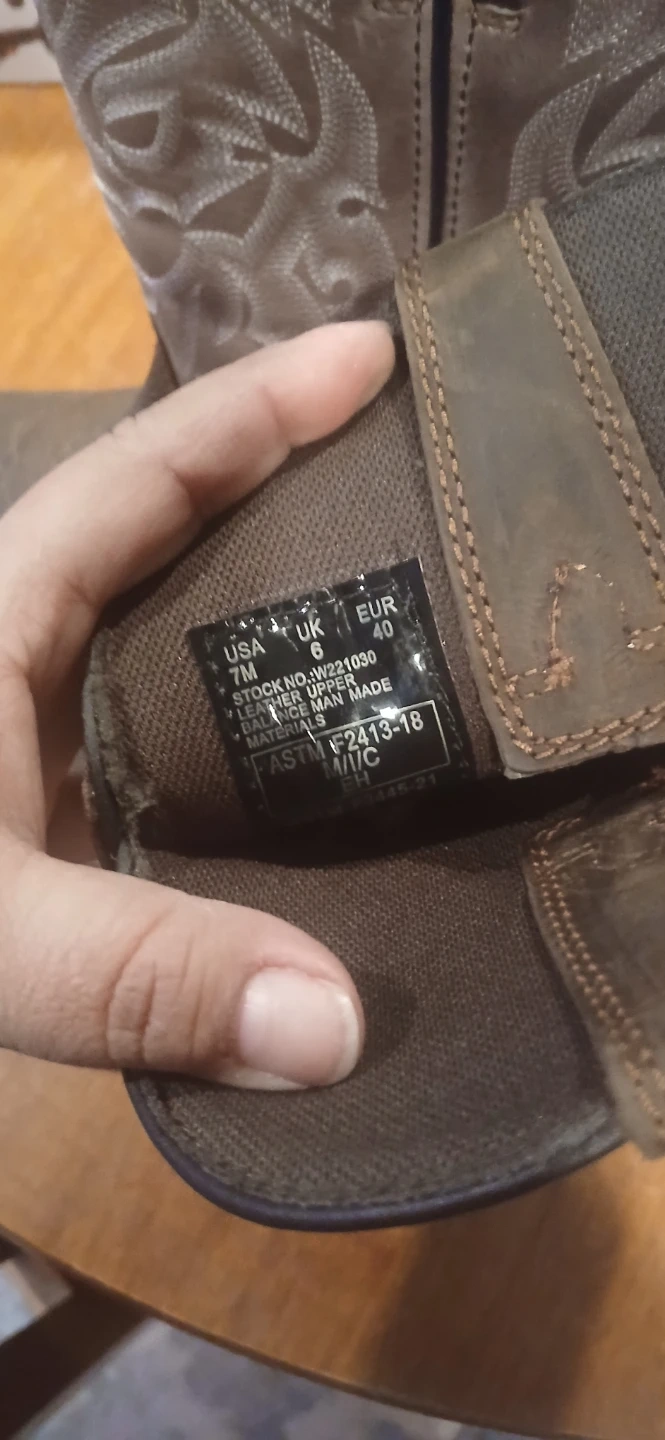 USA UK EUR
7M 6 40
STOCK NO.:W221030
LEATHER UPPER
BALANCE MAN MADE
MATERIALS
ASTM F2413-18
M/I/C
EH